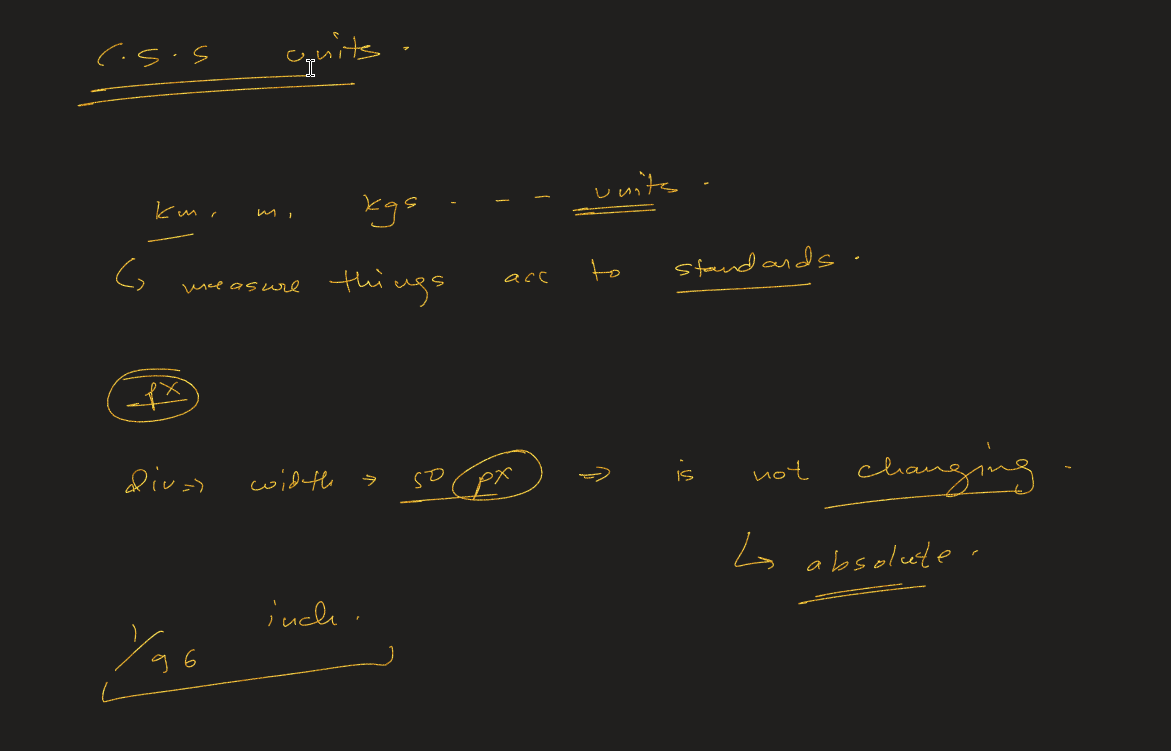 C.S.S units.
km, m, kgs . - - units.
↳ measure things acc to standards.
px
div => width → 50 px => is not changing.
↳ absolute.
1/96 inch.